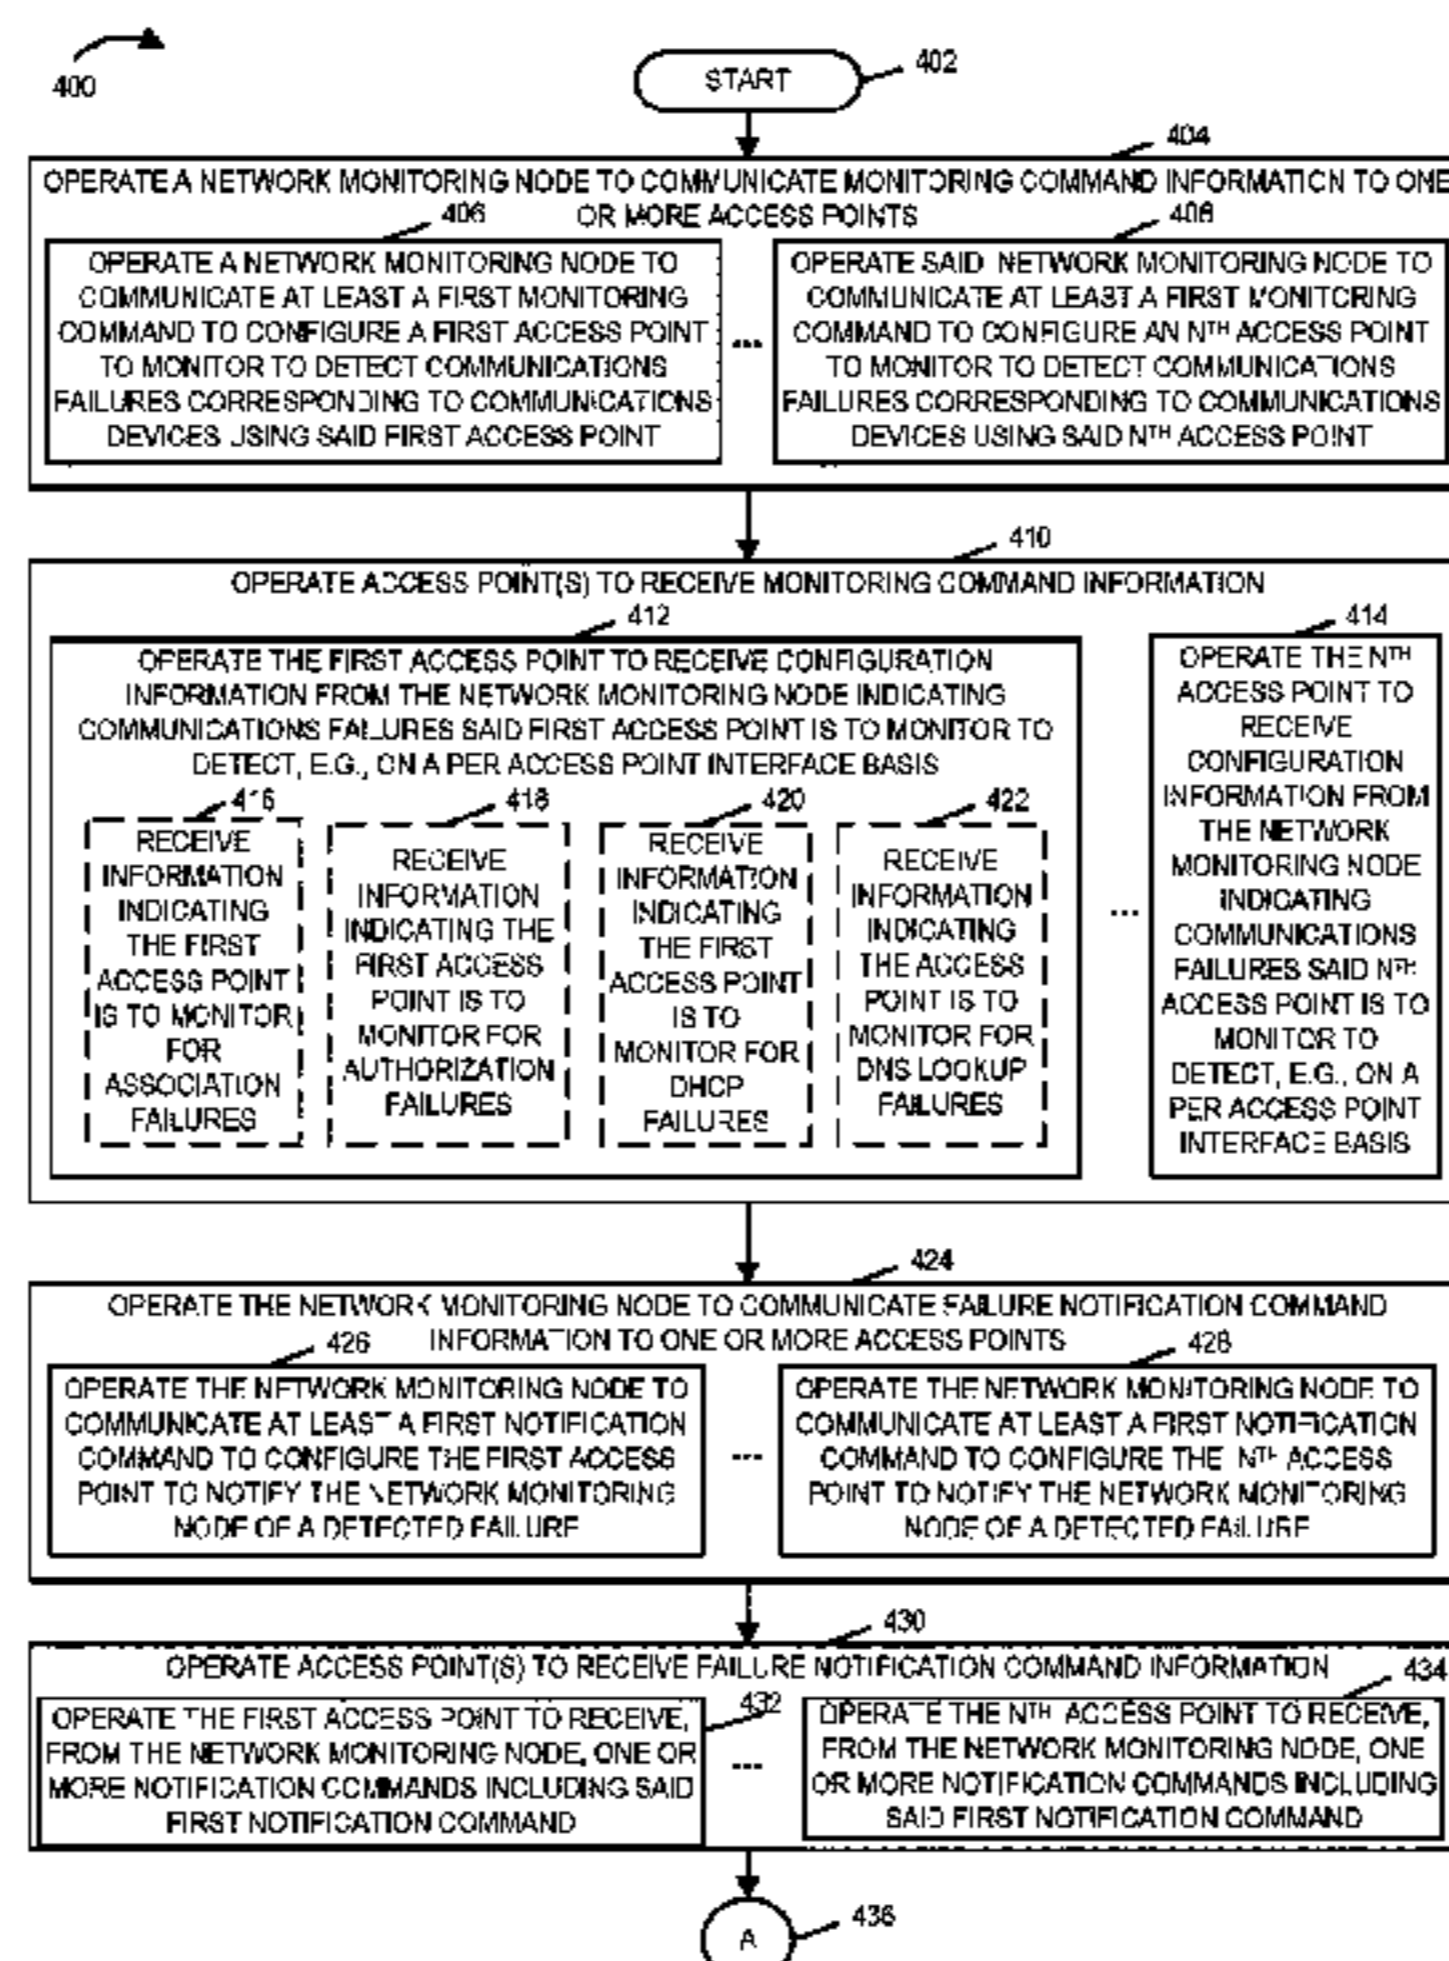 400
START
402
404
OPERATE A NETWORK MONITORING NODE TO COMMUNICATE MONITORING COMMAND INFORMATION TO ONE
OR MORE ACCESS POINTS
406
OPERATE A NETWORK MONITORING NODE TO
COMMUNICATE AT LEAST A FIRST MONITORING
COMMAND TO CONFIGURE A FIRST ACCESS POINT
TO MONITOR TO DETECT COMMUNICATIONS
FAILURES CORRESPONDING TO COMMUNICATIONS
DEVICES USING SAID FIRST ACCESS POINT
...
408
OPERATE SAID NETWORK MONITORING NODE TO
COMMUNICATE AT LEAST A FIRST MONITORING
COMMAND TO CONFIGURE AN NTH ACCESS POINT
TO MONITOR TO DETECT COMMUNICATIONS
FAILURES CORRESPONDING TO COMMUNICATIONS
DEVICES USING SAID NTH ACCESS POINT
410
OPERATE ACCESS POINT(S) TO RECEIVE MONITORING COMMAND INFORMATION
412
OPERATE THE FIRST ACCESS POINT TO RECEIVE CONFIGURATION
INFORMATION FROM THE NETWORK MONITORING NODE INDICATING
COMMUNICATIONS FAILURES SAID FIRST ACCESS POINT IS TO MONITOR TO
DETECT, E.G., ON A PER ACCESS POINT INTERFACE BASIS
416
RECEIVE
INFORMATION
INDICATING
THE FIRST
ACCESS POINT
IS TO MONITOR
FOR
ASSOCIATION
FAILURES
418
RECEIVE
INFORMATION
INDICATING THE
FIRST ACCESS
POINT IS TO
MONITOR FOR
AUTHORIZATION
FAILURES
420
RECEIVE
INFORMATION
INDICATING
THE FIRST
ACCESS POINT
IS TO
MONITOR FOR
DHCP
FAILURES
422
RECEIVE
INFORMATION
INDICATING
THE ACCESS
POINT IS TO
MONITOR FOR
DNS LOOKUP
FAILURES
...
414
OPERATE THE NTH
ACCESS POINT TO
RECEIVE
CONFIGURATION
INFORMATION FROM
THE NETWORK
MONITORING NODE
INDICATING
COMMUNICATIONS
FAILURES SAID NTH
ACCESS POINT IS TO
MONITOR TO
DETECT, E.G., ON A
PER ACCESS POINT
INTERFACE BASIS
424
OPERATE THE NETWORK MONITORING NODE TO COMMUNICATE FAILURE NOTIFICATION COMMAND
INFORMATION TO ONE OR MORE ACCESS POINTS
426
OPERATE THE NETWORK MONITORING NODE TO
COMMUNICATE AT LEAST A FIRST NOTIFICATION
COMMAND TO CONFIGURE THE FIRST ACCESS
POINT TO NOTIFY THE NETWORK MONITORING
NODE OF A DETECTED FAILURE
...
428
OPERATE THE NETWORK MONITORING NODE TO
COMMUNICATE AT LEAST A FIRST NOTIFICATION
COMMAND TO CONFIGURE THE NTH ACCESS
POINT TO NOTIFY THE NETWORK MONITORING
NODE OF A DETECTED FAILURE
430
OPERATE ACCESS POINT(S) TO RECEIVE FAILURE NOTIFICATION COMMAND INFORMATION
432
OPERATE THE FIRST ACCESS POINT TO RECEIVE,
FROM THE NETWORK MONITORING NODE, ONE OR
MORE NOTIFICATION COMMANDS INCLUDING SAID
FIRST NOTIFICATION COMMAND
...
434
OPERATE THE NTH ACCESS POINT TO RECEIVE,
FROM THE NETWORK MONITORING NODE, ONE
OR MORE NOTIFICATION COMMANDS INCLUDING
SAID FIRST NOTIFICATION COMMAND
A
436